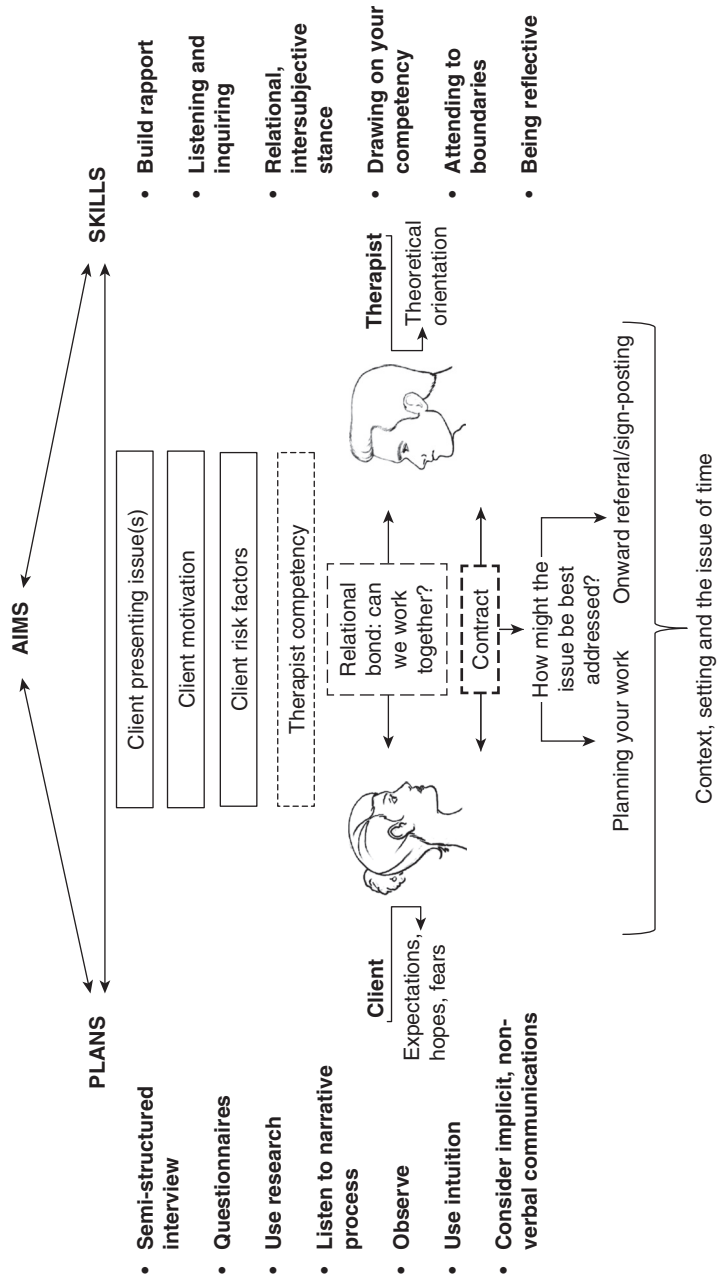 AIMS
PLANS
SKILLS
• Semi-structured
interview
• Questionnaires
• Use research
• Listen to narrative
process
• Observe
• Use intuition
• Consider implicit, non-
verbal communications
Client presenting issue(s)
Client motivation
Client risk factors
Therapist competency
Client
Expectations,
hopes, fears
Relational
bond: can
we work
together?
Contract
Therapist
Theoretical
orientation
How might the
issue be best
addressed?
Planning your work
Onward referral/sign-posting
Context, setting and the issue of time
• Build rapport
• Listening and
inquiring
• Relational,
intersubjective
stance
• Drawing on your
competency
• Attending to
boundaries
• Being reflective